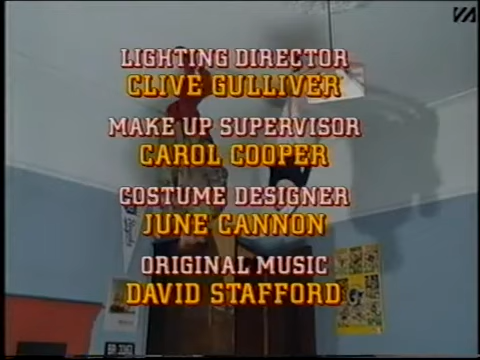 LIGHTING DIRECTOR
CLIVE GULLIVER
MAKE UP SUPERVISOR
CAROL COOPER
COSTUME DESIGNER
JUNE CANNON
ORIGINAL MUSIC
DAVID STAFFORD